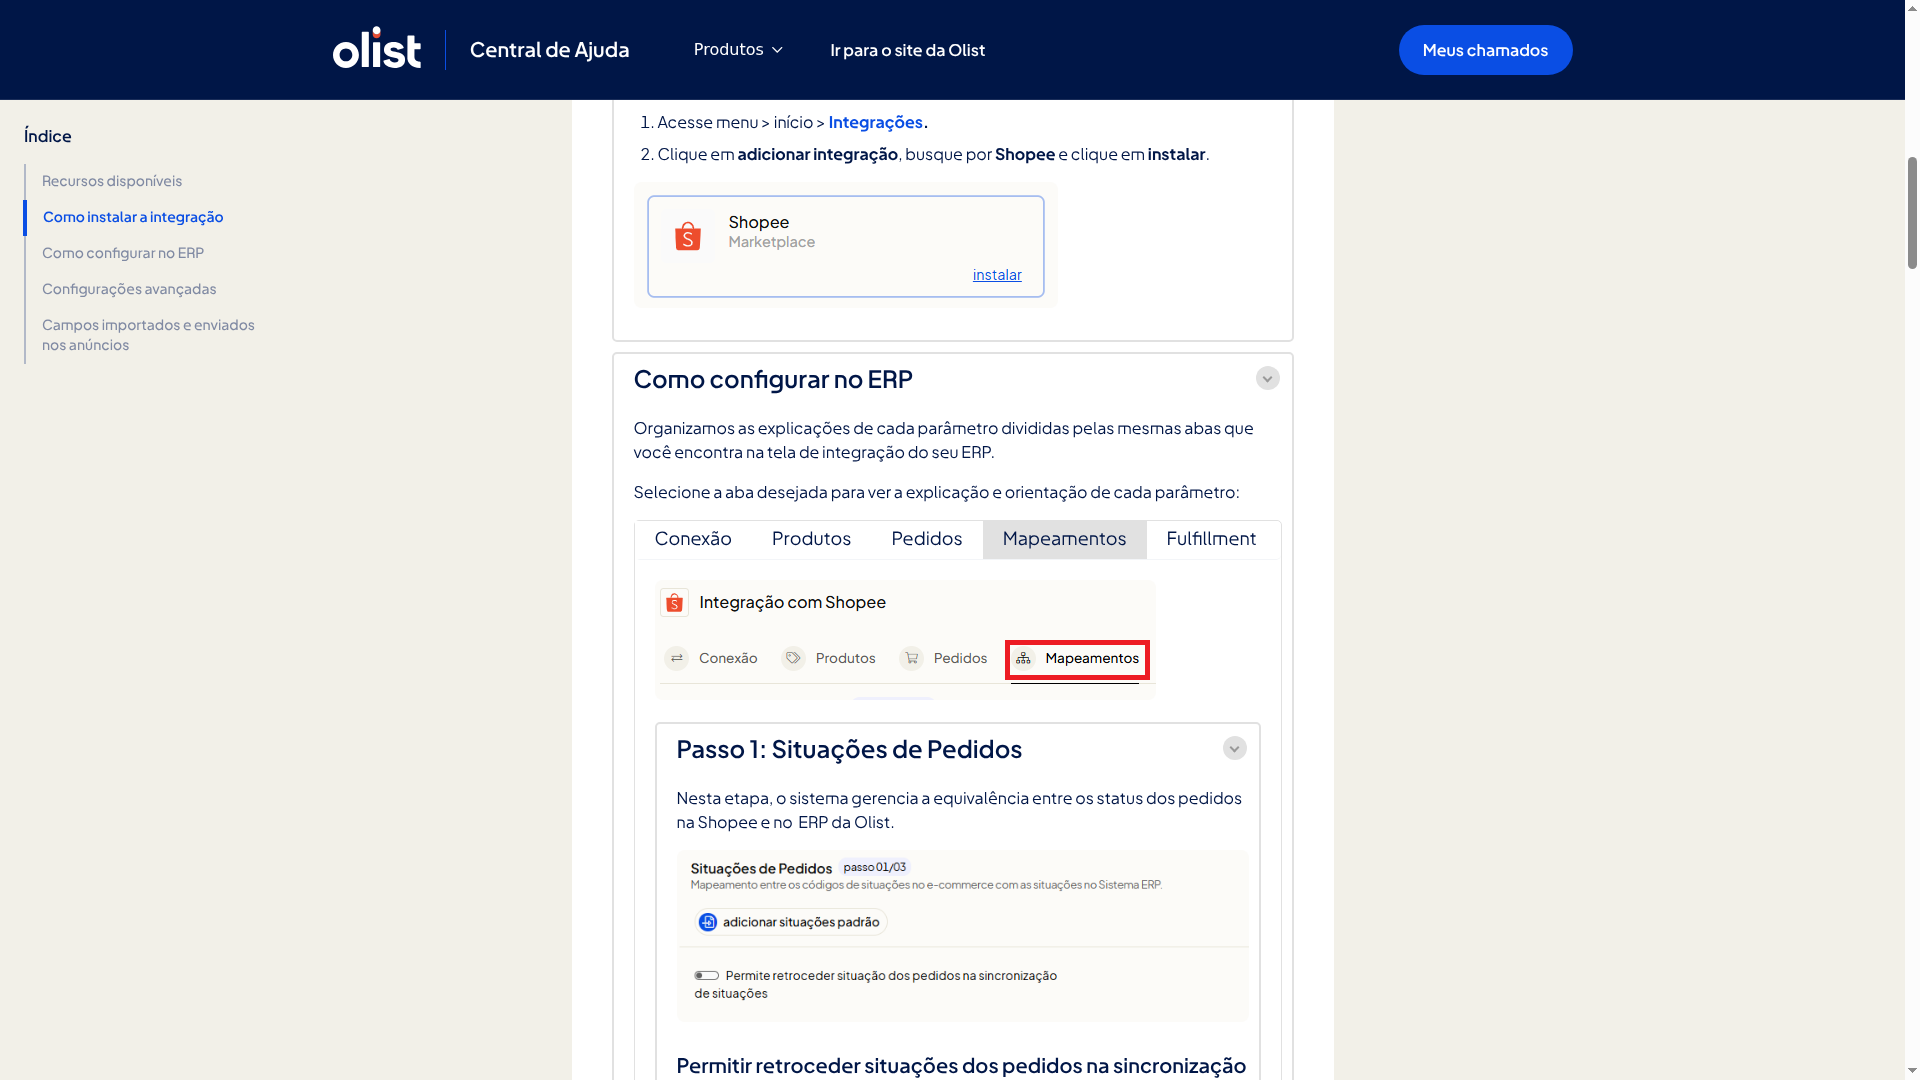 olist
Central de Ajuda
Produtos
Ir para o site da Olist
Meus chamados
Índice
Recursos disponíveis
Como instalar a integração
Como configurar no ERP
Configurações avançadas
Campos importados e enviados
nos anúncios
1. Acesse menu > início > Integrações.
2. Clique em adicionar integração, busque por Shopee e clique em instalar.
Shopee
Marketplace
instalar
Como configurar no ERP
Organizamos as explicações de cada parâmetro divididas pelas mesmas abas que
você encontra na tela de integração do seu ERP.
Selecione a aba desejada para ver a explicação e orientação de cada parâmetro:
Conexão Produtos Pedidos Mapeamentos Fulfillment
Integração com Shopee
Conexão Produtos Pedidos Mapeamentos
Passo 1: Situações de Pedidos
Nesta etapa, o sistema gerencia a equivalência entre os status dos pedidos
na Shopee e no ERP da Olist.
Situações de Pedidos passo 01/03
Mapeamento entre os códigos de situações no e-commerce com as situações no Sistema ERP.
adicionar situações padrão
Permite retroceder situação dos pedidos na sincronização
de situações
Permitir retroceder situações dos pedidos na sincronização